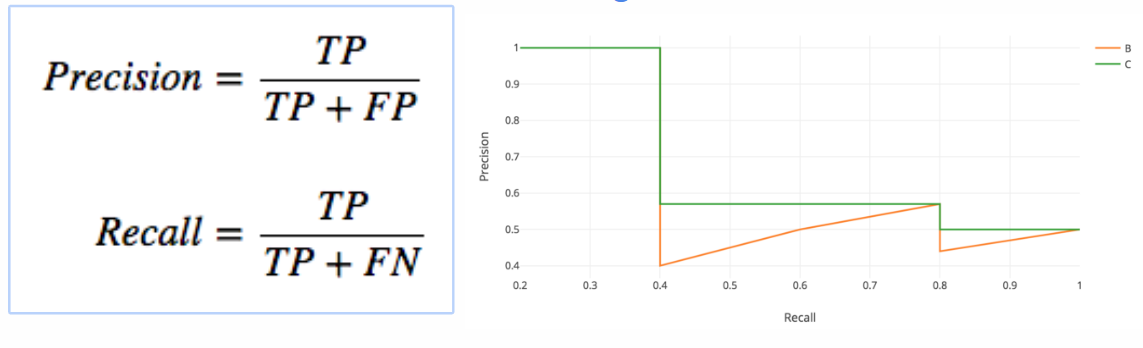 Precision = TP / TP + FP
Recall = TP / TP + FN
Precision
1
0.9
0.8
0.7
0.6
0.5
0.4
0.2 0.3 0.4 0.5 0.6 0.7 0.8 0.9 1
Recall
B
C